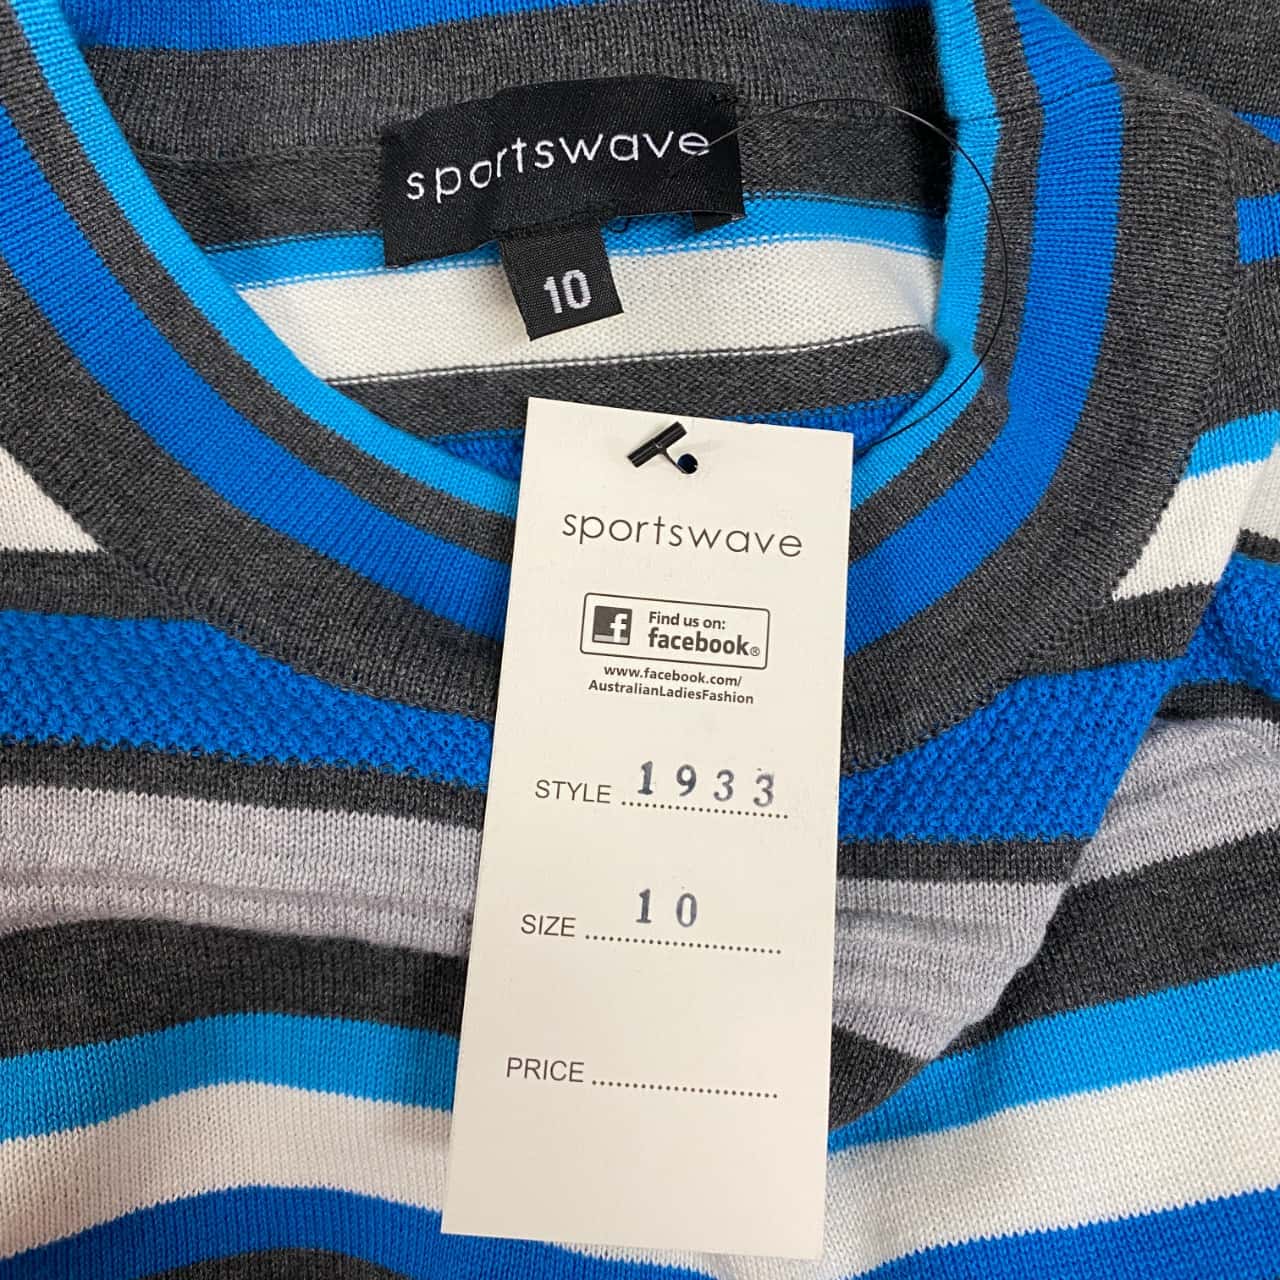 sportswave
10
sportswave
f
Find us on:
facebook®
www.facebook.com/
AustralianLadiesFashion
STYLE 1933
SIZE 10
PRICE